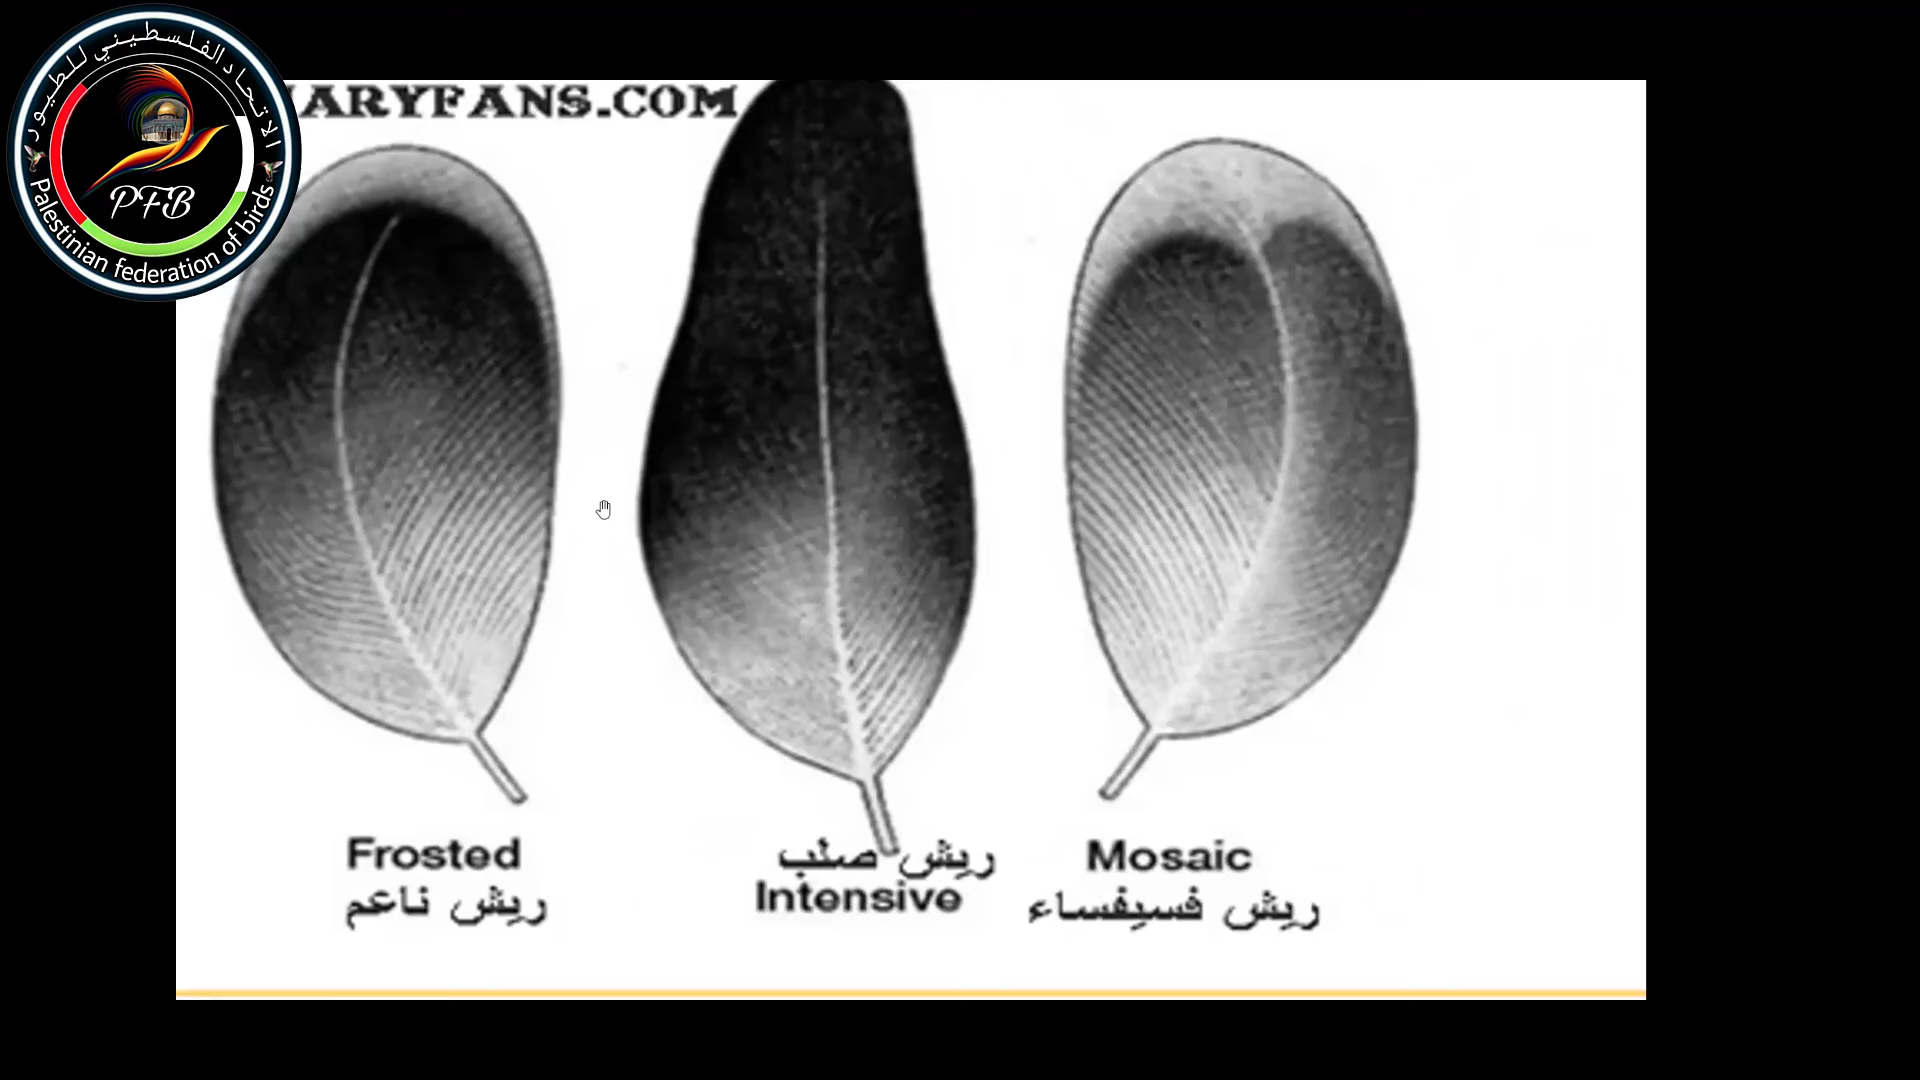 الاتحاد الفلسطيني للطيور
PFB
Palestinian federation of birds
ARYFANS.COM
Frosted
ريش ناعم
ريش صلب
Intensive
Mosaic
ريش فسيفساء